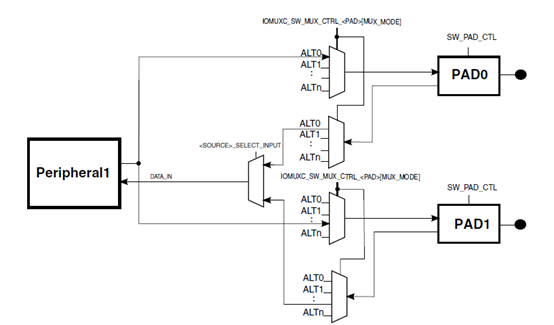 IOMUXC_SW_MUX_CTRL_<PAD>[MUX_MODE]
SW_PAD_CTL
ALT0
ALT1
:
ALTn
PAD0
ALT0
ALT1
:
ALTn
<SOURCE>_SELECT_INPUT
Peripheral1
DATA_IN
IOMUXC_SW_MUX_CTRL_<PAD>[MUX_MODE]
SW_PAD_CTL
ALT0
ALT1
:
ALTn
PAD1
ALT0
ALT1
:
ALTn